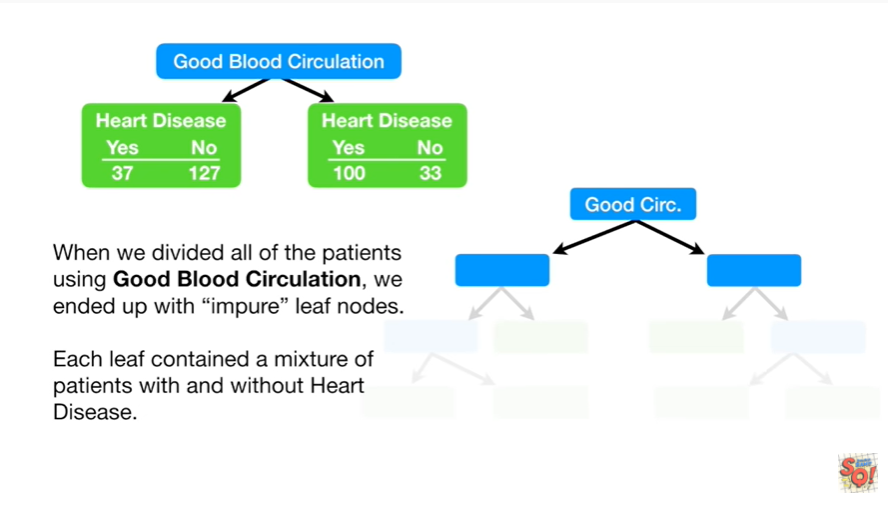 Good Blood Circulation
Heart Disease
Yes No
37 127
Heart Disease
Yes No
100 33
Good Circ.
When we divided all of the patients
using Good Blood Circulation, we
ended up with “impure” leaf nodes.
Each leaf contained a mixture of
patients with and without Heart
Disease.
SQ!